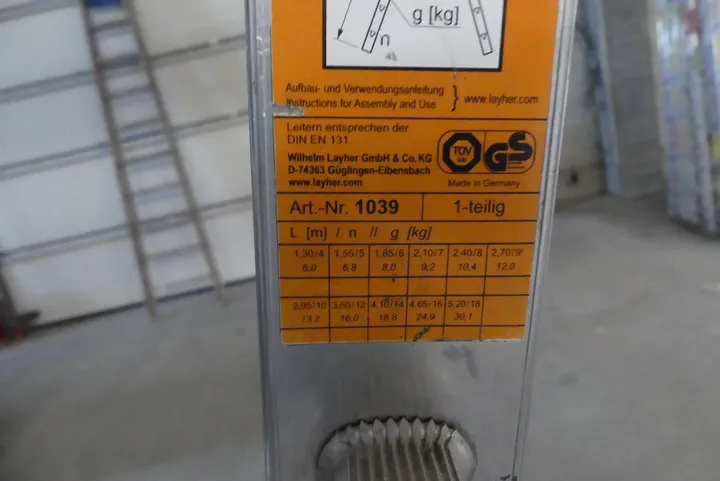 g [kg]
n
Aufbau- und Verwendungsanleitung
Instructions for Assembly and Use } www.layher.com
Leitern entsprechen der
DIN EN 131
Wilhelm Layher GmbH & Co. KG
D-74363 Güglingen-Eibensbach
www.layher.com
TÜV
GS
Made in Germany
Art.-Nr. 1039 1-teilig
L [m] / n // g [kg]
1,30/4 1,55/5 1,85/6 2,10/7 2,40/8 2,70/9
6,0 6,8 8,0 9,2 10,4 12,0
2,95/10 3,50/12 4,10/14 4,65/16 5,20/18
13,2 16,0 18,8 24,9 30,1